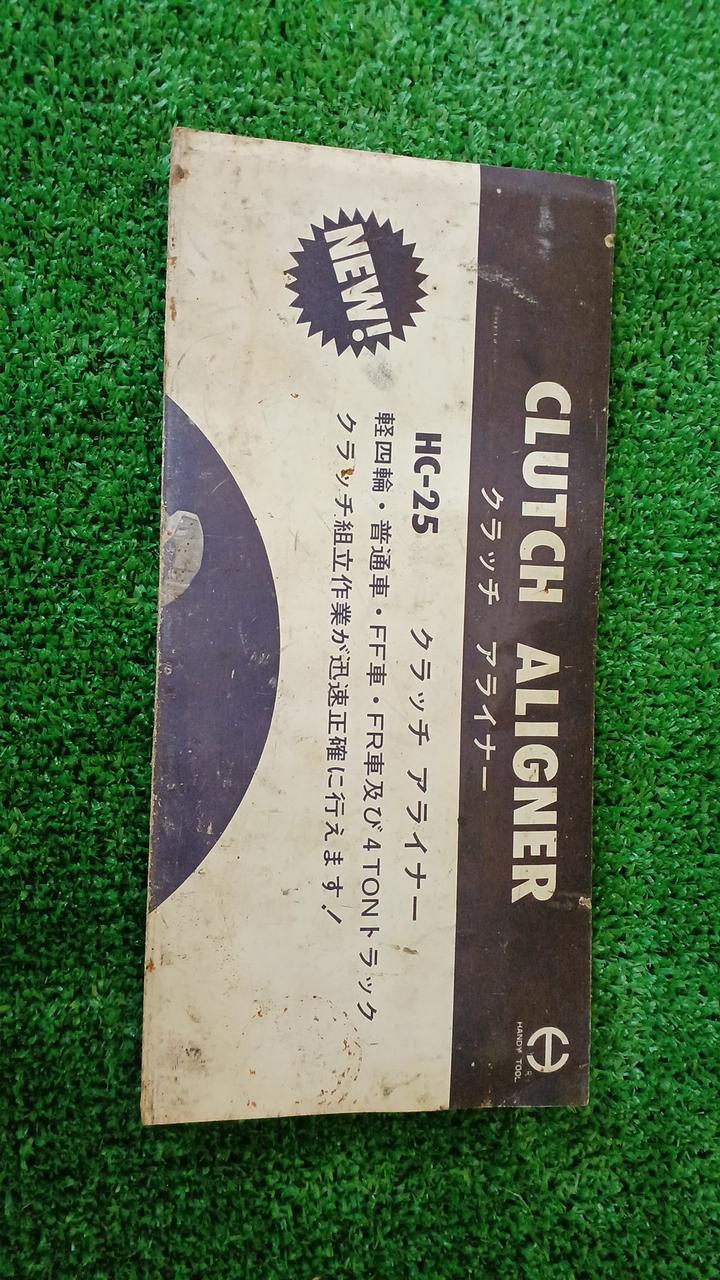 CLUTCH ALIGNER
クラッチ アライナー
HANDY TOOL
NEW!
HC-25 クラッチ アライナー
軽四輪・普通車・FF車・FR車及び4TONトラック
クラッチ組立作業が迅速正確に行えます!